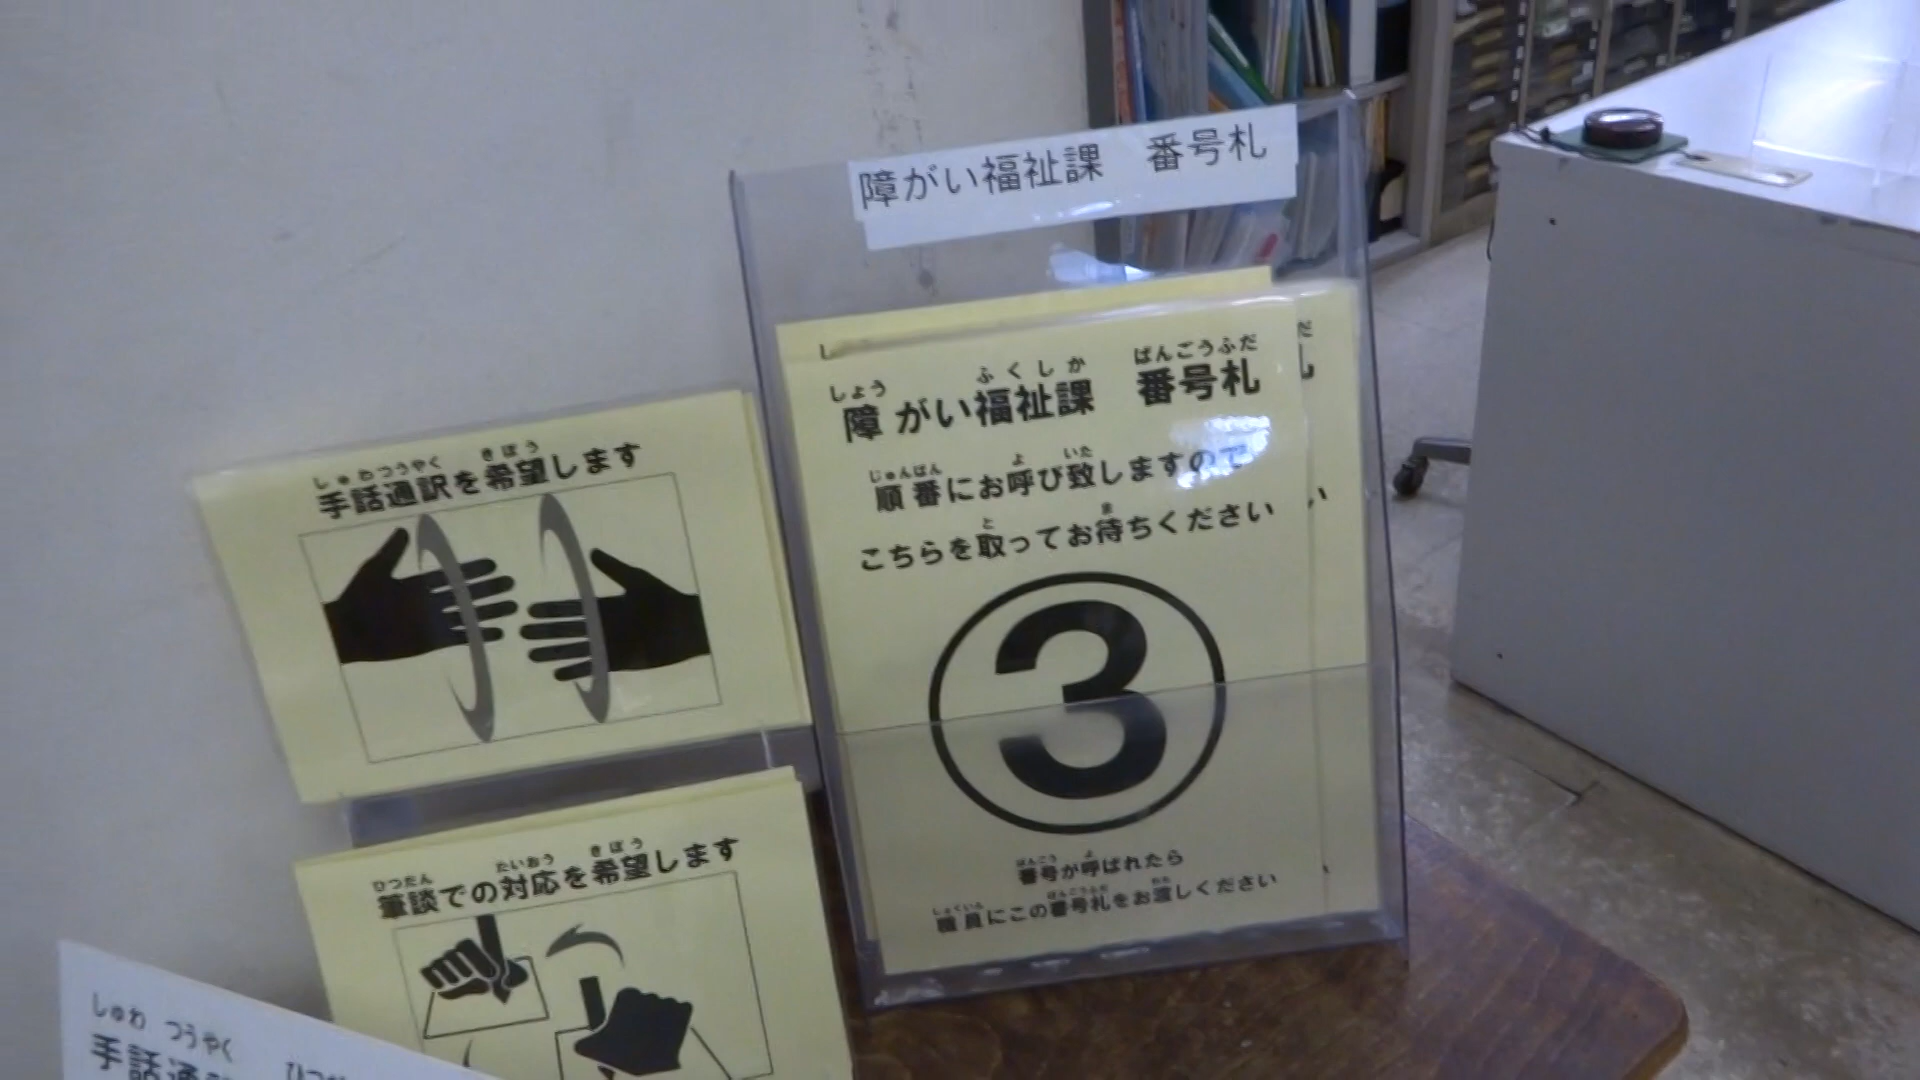 障がい福祉課　番号札
しょう　ふくしか　ばんごうふだ
障がい福祉課　番号札
じゅんばん　よ　いた
順番にお呼び致しますので
と　ま
こちらを取ってお待ちください
3
ばんごう　よ
番号が呼ばれたら
しょくいん　ばんごうふだ　わた
職員にこの番号札をお渡しください
しゅわつうやく　きぼう
手話通訳を希望します
ひつだん　たいおう　きぼう
筆談での対応を希望します
しゅわ　つうやく
手話通